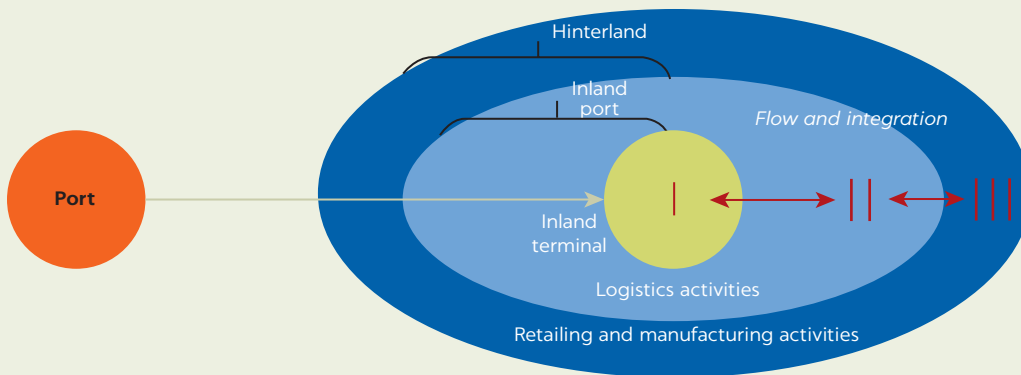 Hinterland
Inland
port
Flow and integration
Port
|
||
|||
Inland
terminal
Logistics activities
Retailing and manufacturing activities